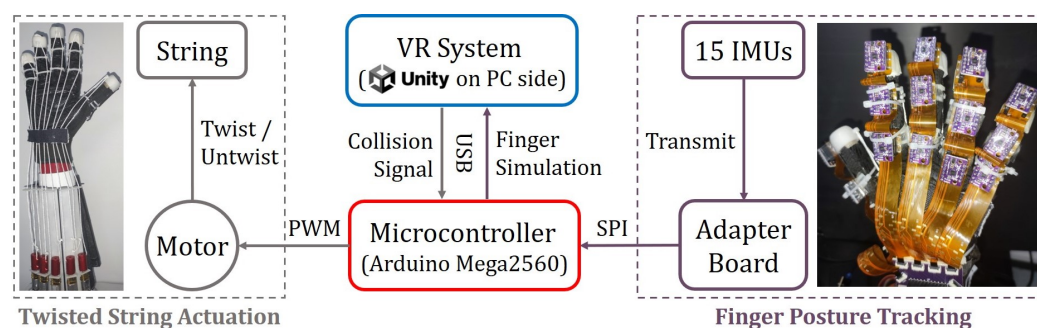 String
VR System
(Unity on PC side)
15 IMUs
Twist /
Untwist
Collision
Signal
USB
Finger
Simulation
Transmit
Motor
PWM
Microcontroller
(Arduino Mega2560)
SPI
Adapter
Board
Twisted String Actuation
Finger Posture Tracking